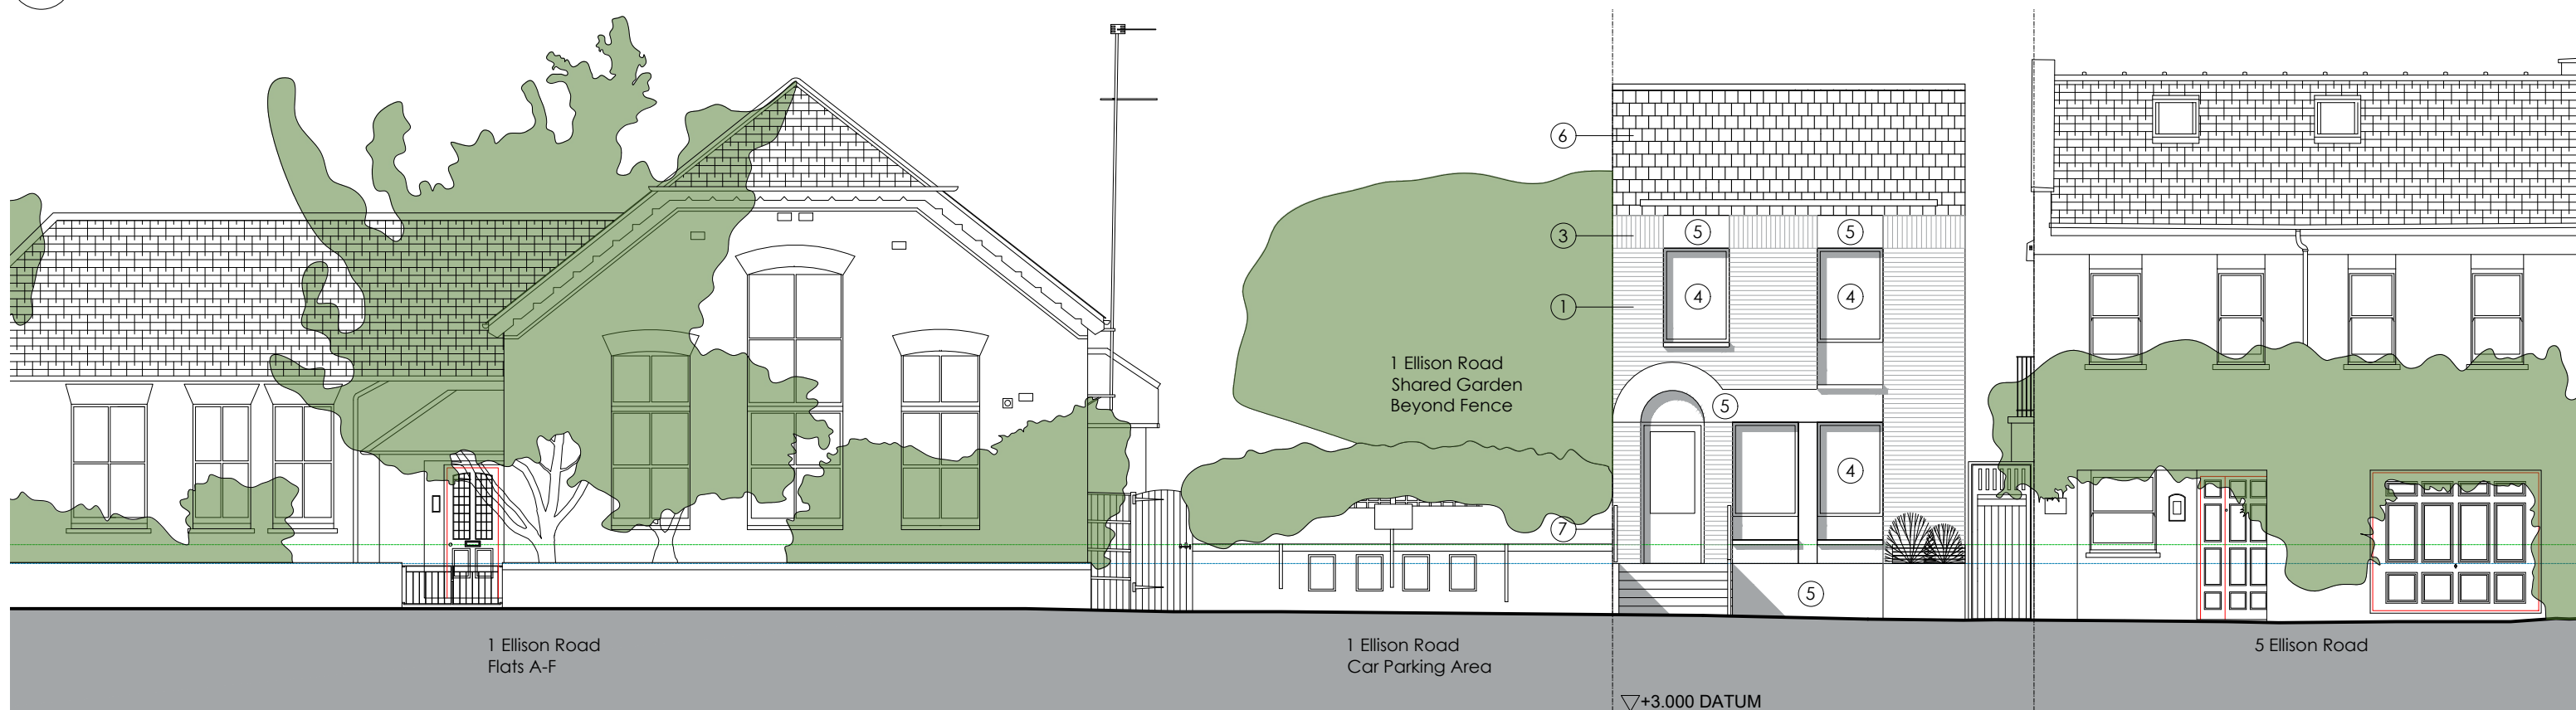 6
3
5
5
1
4
4
1 Ellison Road
Shared Garden
Beyond Fence
5
4
7
5
1 Ellison Road
Flats A-F
1 Ellison Road
Car Parking Area
5 Ellison Road
+3.000 DATUM